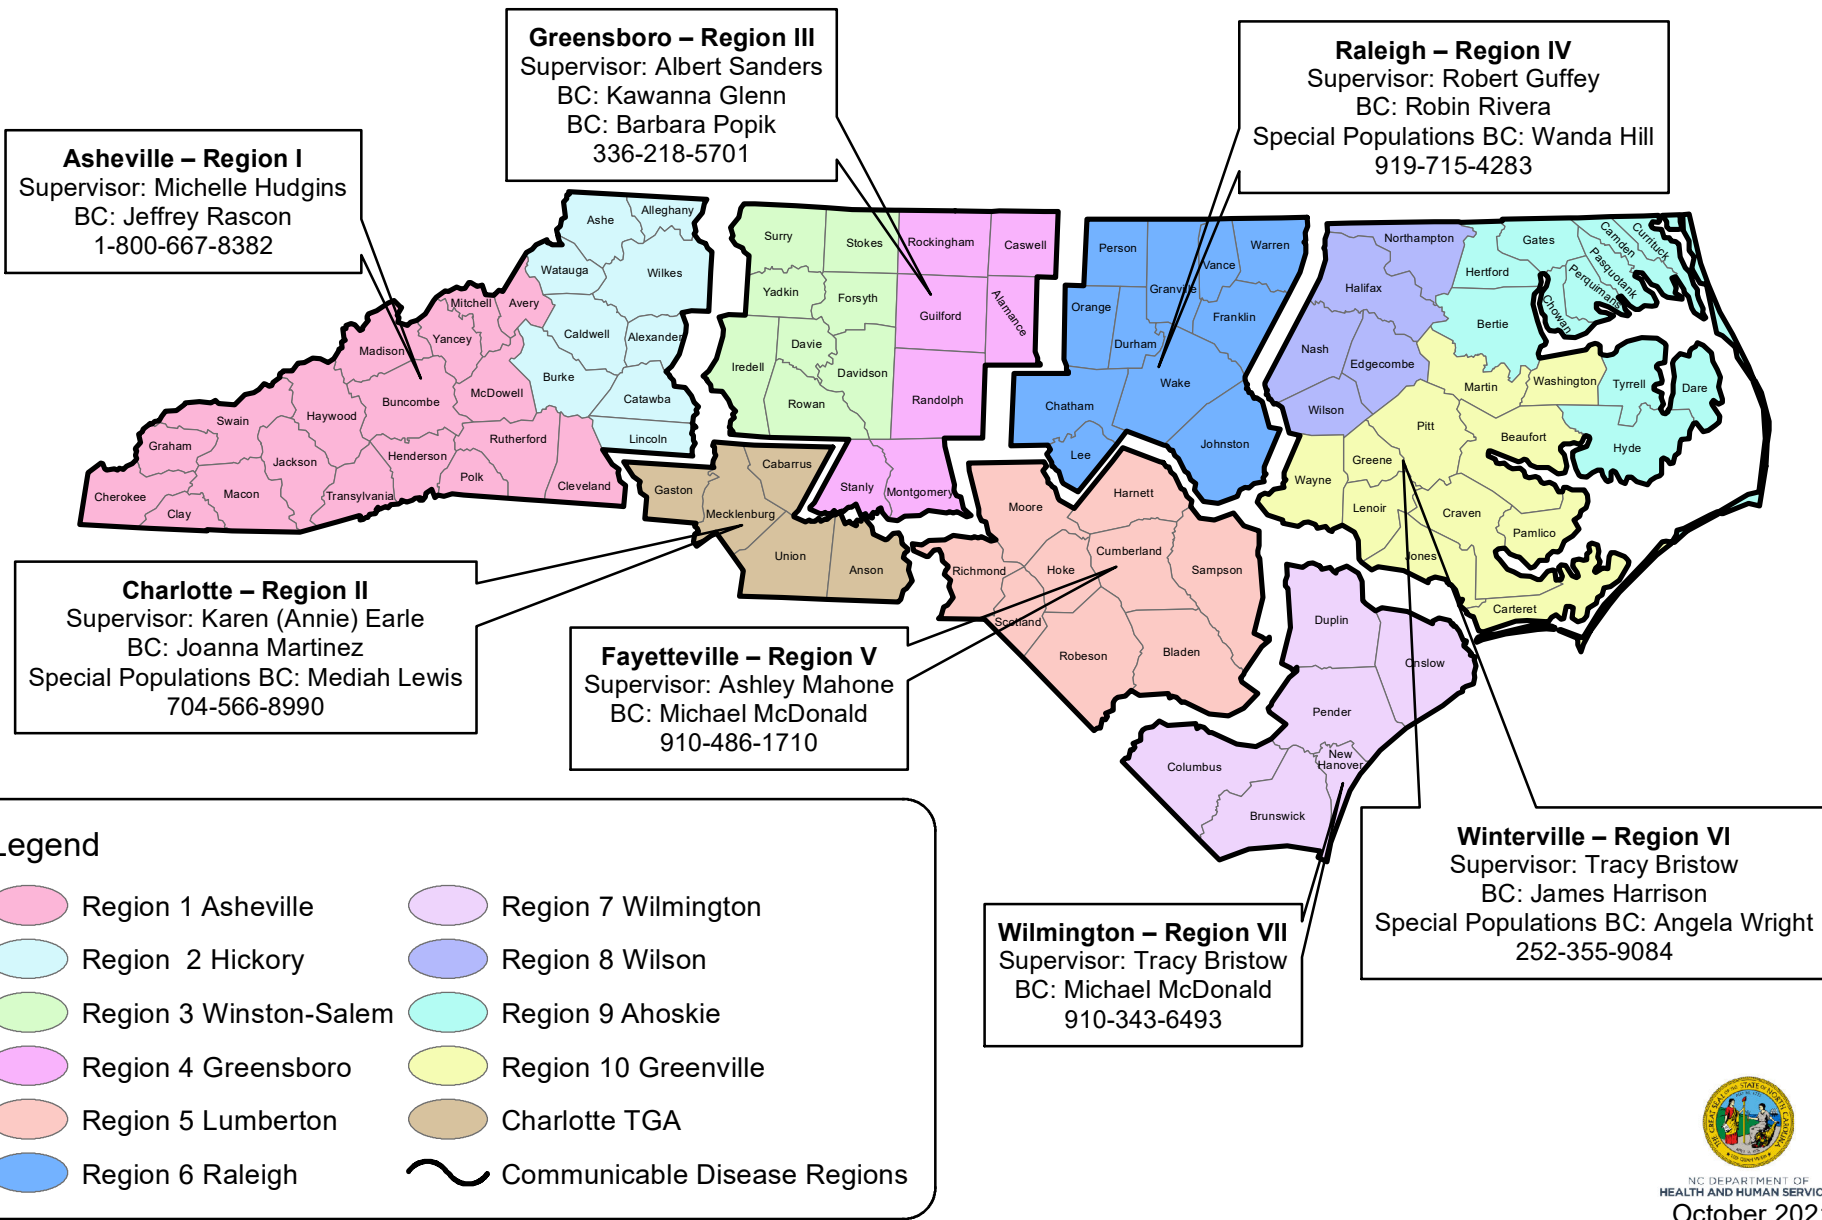 Greensboro – Region III
Supervisor: Albert Sanders
BC: Kawanna Glenn
BC: Barbara Popik
336-218-5701
Raleigh – Region IV
Supervisor: Robert Guffey
BC: Robin Rivera
Special Populations BC: Wanda Hill
919-715-4283
Asheville – Region I
Supervisor: Michelle Hudgins
BC: Jeffrey Rascon
1-800-667-8382
Ashe
Alleghany
Watauga
Wilkes
Caldwell
Alexander
Burke
Catawba
Lincoln
Mitchell
Avery
Yancey
Madison
Buncombe
McDowell
Haywood
Swain
Graham
Jackson
Henderson
Rutherford
Polk
Cleveland
Cherokee
Clay
Macon
Transylvania
Surry
Stokes
Yadkin
Forsyth
Davie
Iredell
Davidson
Rowan
Rockingham
Caswell
Guilford
Alamance
Randolph
Stanly
Montgomery
Gaston
Cabarrus
Mecklenburg
Union
Anson
Person
Granville
Vance
Warren
Orange
Durham
Franklin
Wake
Chatham
Lee
Johnston
Northampton
Halifax
Nash
Edgecombe
Wilson
Gates
Hertford
Bertie
Chowan
Perquimans
Pasquotank
Camden
Currituck
Tyrrell
Dare
Hyde
Martin
Washington
Pitt
Beaufort
Greene
Wayne
Lenoir
Craven
Jones
Pamlico
Carteret
Moore
Harnett
Richmond
Hoke
Cumberland
Sampson
Scotland
Robeson
Bladen
Duplin
Onslow
Pender
New
Hanover
Columbus
Brunswick
Charlotte – Region II
Supervisor: Karen (Annie) Earle
BC: Joanna Martinez
Special Populations BC: Mediah Lewis
704-566-8990
Fayetteville – Region V
Supervisor: Ashley Mahone
BC: Michael McDonald
910-486-1710
Winterville – Region VI
Supervisor: Tracy Bristow
BC: James Harrison
Special Populations BC: Angela Wright
252-355-9084
Wilmington – Region VII
Supervisor: Tracy Bristow
BC: Michael McDonald
910-343-6493
Legend
Region 1 Asheville
Region 2 Hickory
Region 3 Winston-Salem
Region 4 Greensboro
Region 5 Lumberton
Region 6 Raleigh
Region 7 Wilmington
Region 8 Wilson
Region 9 Ahoskie
Region 10 Greenville
Charlotte TGA
Communicable Disease Regions
NC DEPARTMENT OF
HEALTH AND HUMAN
October